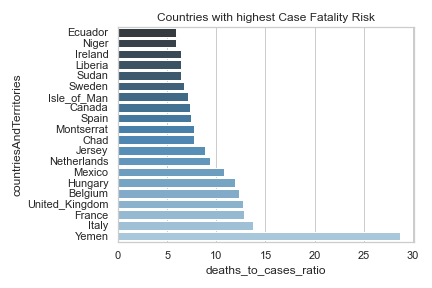 Countries with highest Case Fatality Risk
countriesAndTerritories
Ecuador
Niger
Ireland
Liberia
Sudan
Sweden
Isle_of_Man
Canada
Spain
Montserrat
Chad
Jersey
Netherlands
Mexico
Hungary
Belgium
United_Kingdom
France
Italy
Yemen
0 5 10 15 20 25 30
deaths_to_cases_ratio